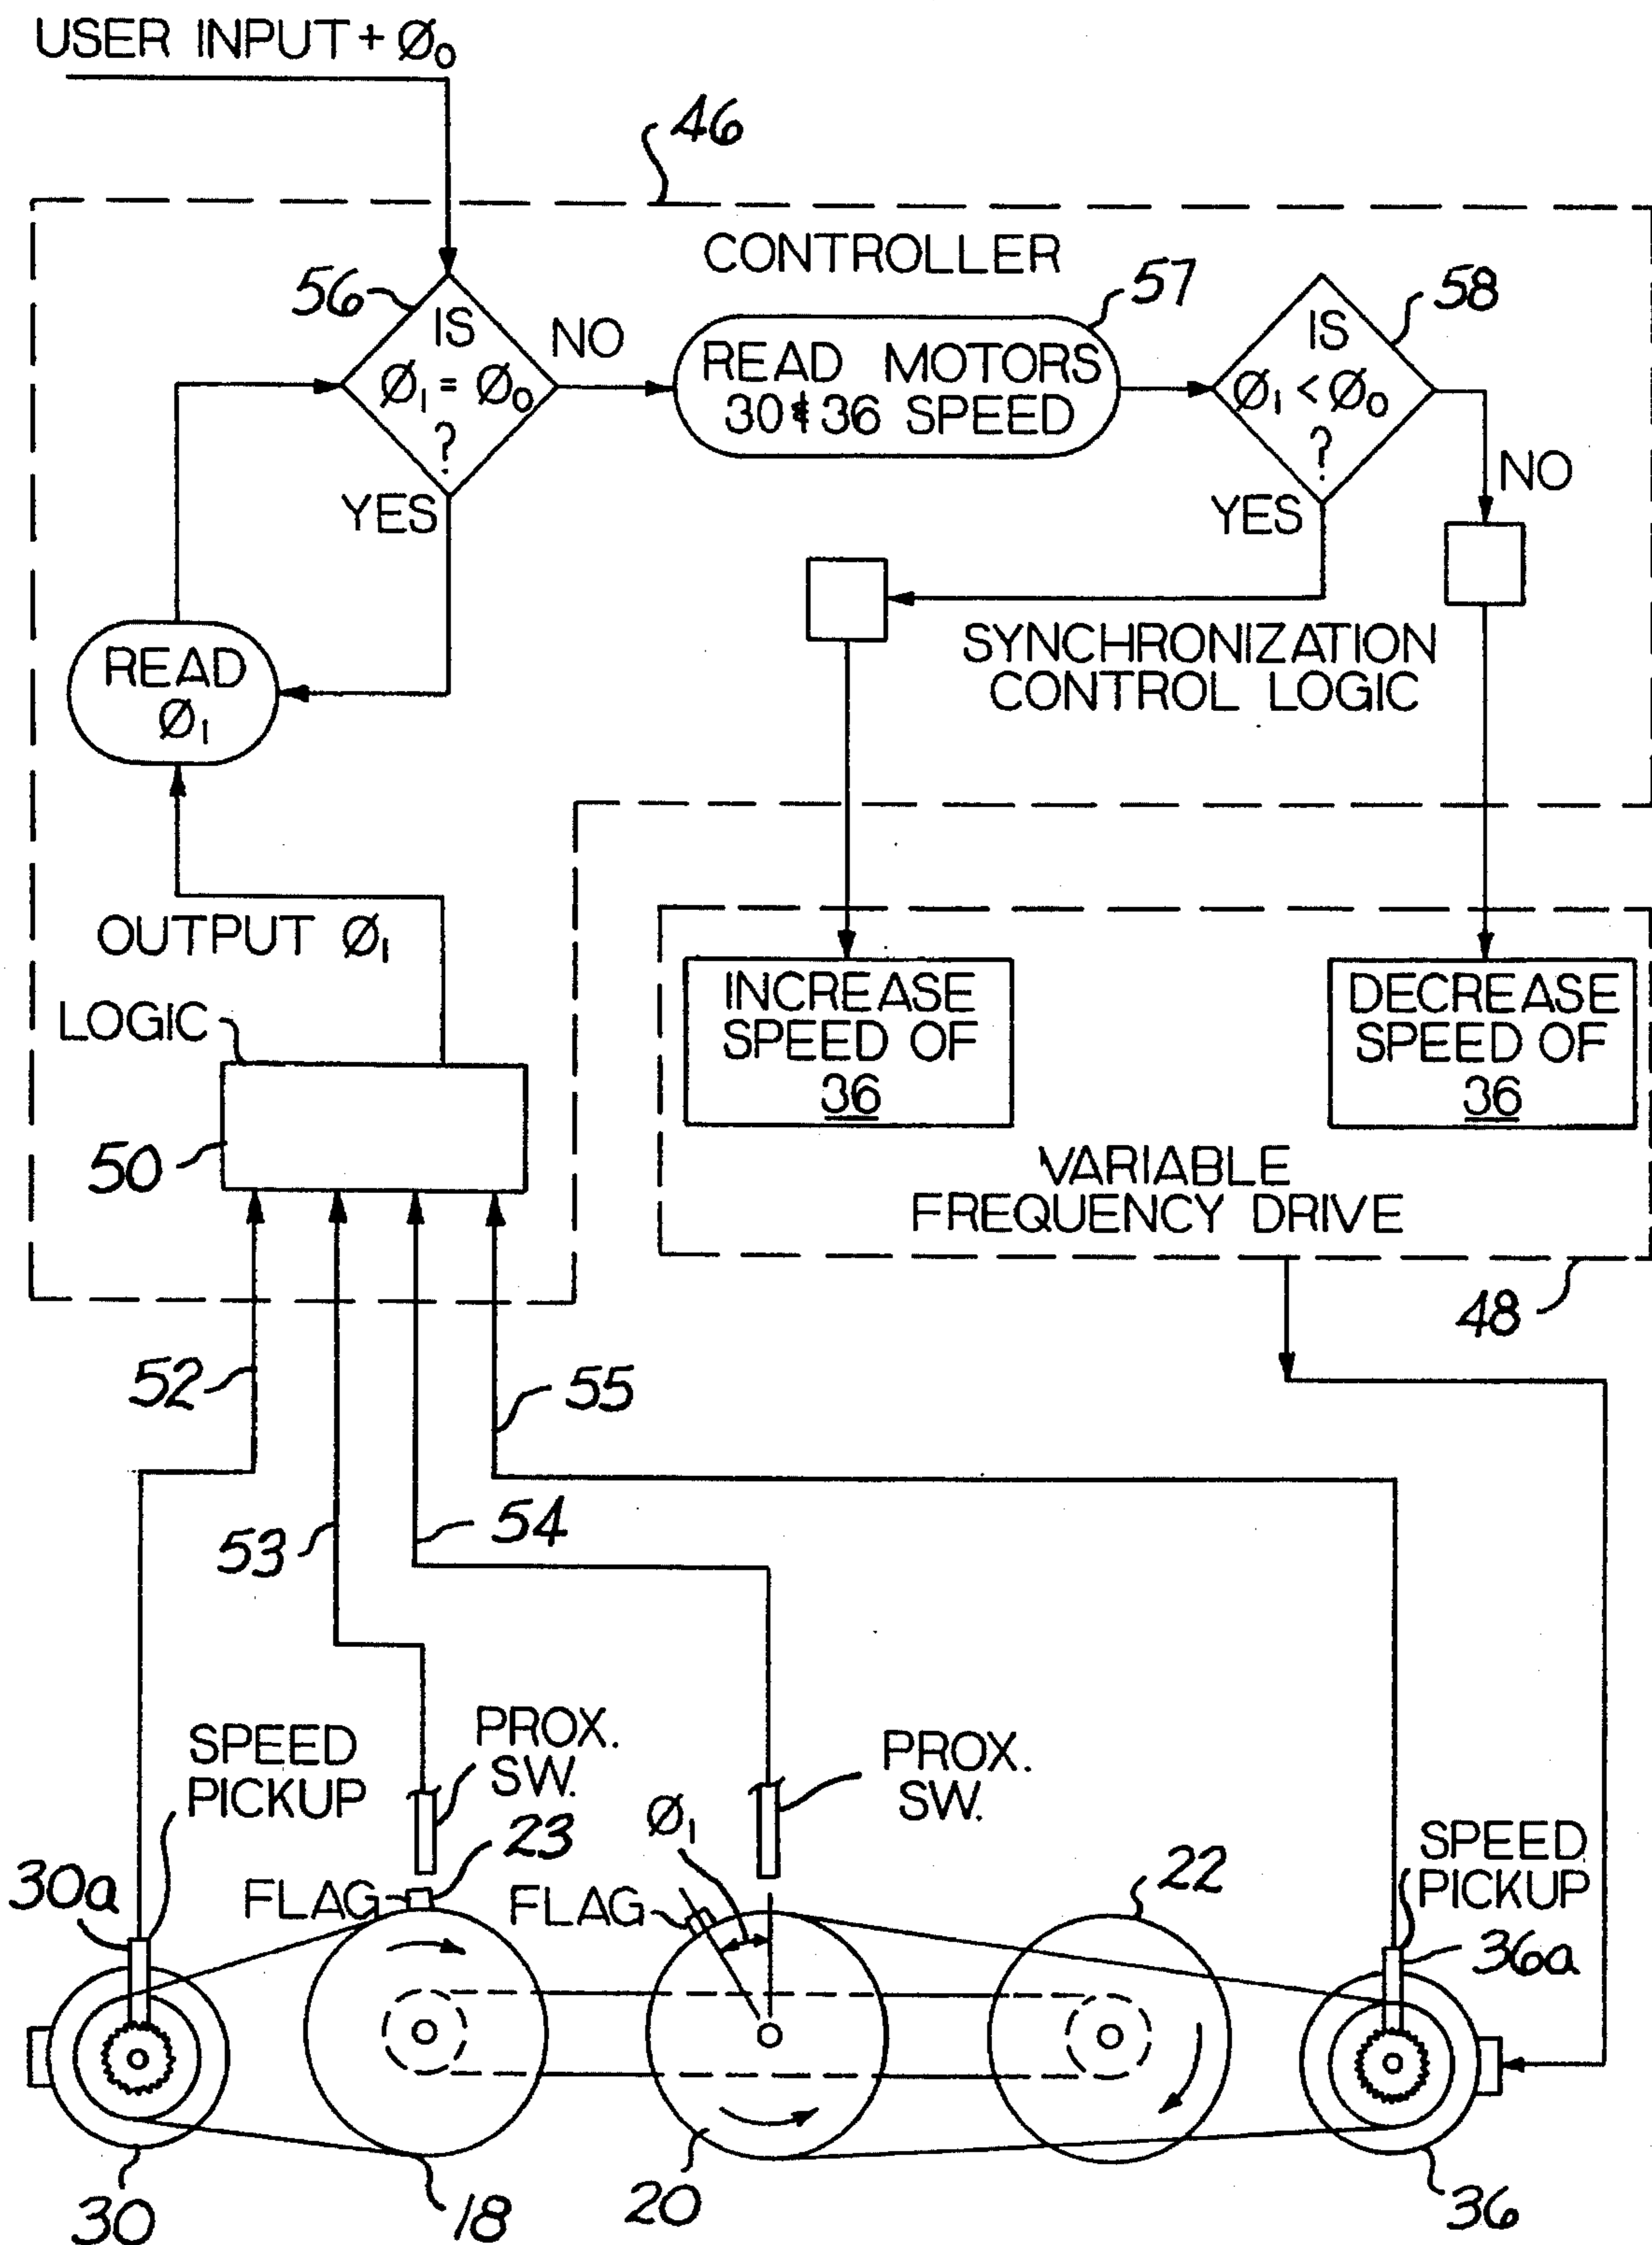 USER INPUT + Ø₀
46
CONTROLLER
56
IS
Ø₁ = Ø₀
?
NO
YES
57
READ MOTORS
30 & 36 SPEED
58
IS
Ø₁ < Ø₀
?
YES
NO
READ
Ø₁
SYNCHRONIZATION
CONTROL LOGIC
OUTPUT Ø₁
LOGIC
50
INCREASE
SPEED OF
36
DECREASE
SPEED OF
36
VARIABLE
FREQUENCY DRIVE
48
52
55
53
54
SPEED
PICKUP
PROX.
SW.
PROX.
SW.
Ø₁
23
30a
FLAG
FLAG
22
SPEED
PICKUP
36a
30
18
20
36